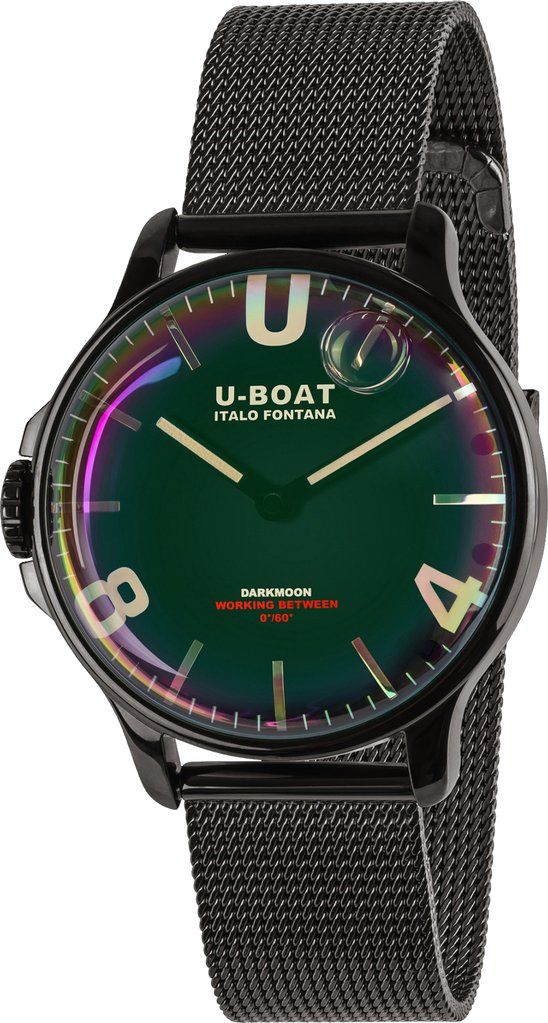 U
U-BOAT
ITALO FONTANA
8
4
DARKMOON
WORKING BETWEEN
0°/60°